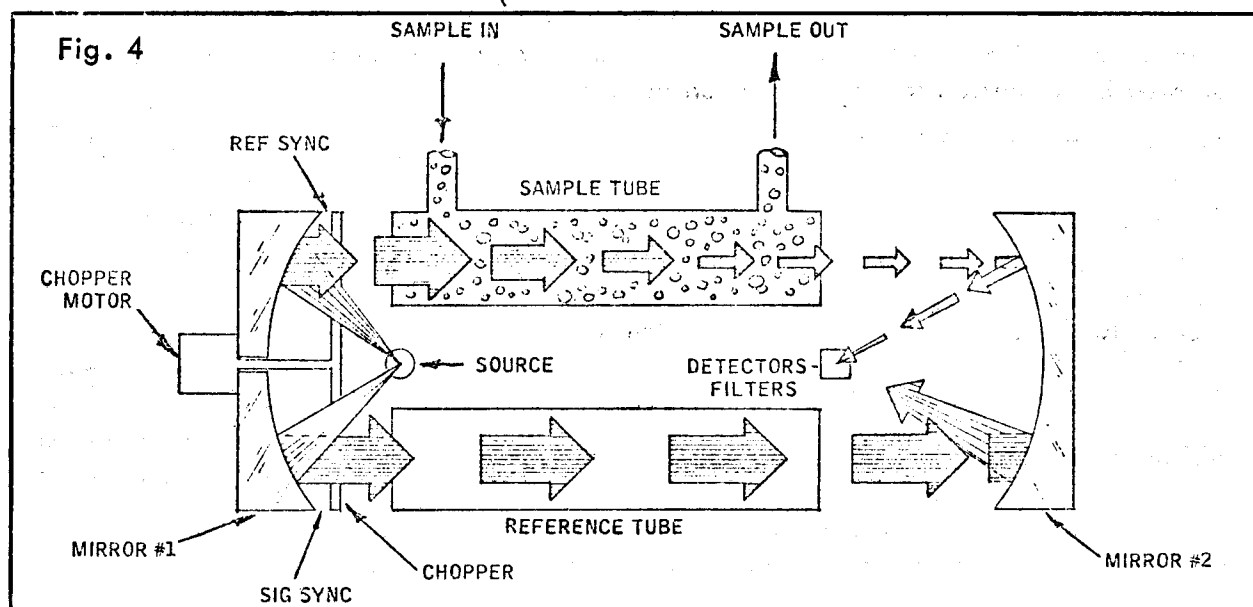 Fig. 4
SAMPLE IN
SAMPLE OUT
REF SYNC
SAMPLE TUBE
CHOPPER
MOTOR
SOURCE
DETECTORS-
FILTERS
REFERENCE TUBE
MIRROR #1
CHOPPER
MIRROR #2
SIG SYNC